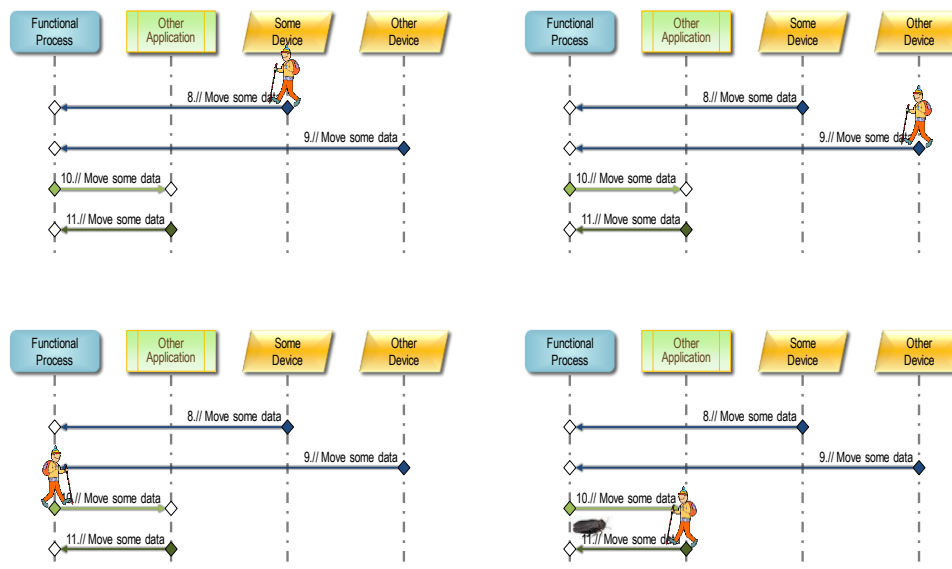 Functional
Process
Other
Application
Some
Device
Other
Device
8.// Move some data
9.// Move some data
10.// Move some data
11.// Move some data
Functional
Process
Other
Application
Some
Device
Other
Device
8.// Move some data
9.// Move some data
10.// Move some data
11.// Move some data
Functional
Process
Other
Application
Some
Device
Other
Device
8.// Move some data
9.// Move some data
// Move some data
11.// Move some data
Functional
Process
Other
Application
Some
Device
Other
Device
8.// Move some data
9.// Move some data
10.// Move some data
11.// Move some data